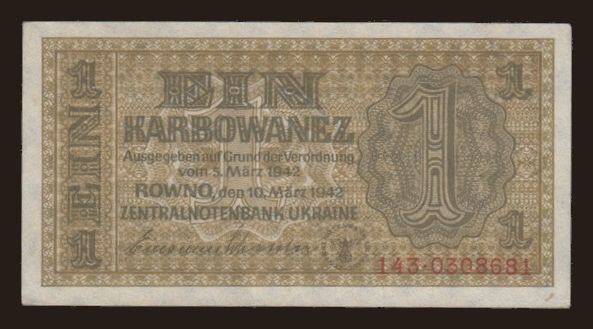 1
EIN
1
EIN
KARBOWANEZ
Ausgegeben auf Grund der Verordnung
vom 5. März 1942
ROWNO, den 10. März 1942
ZENTRALNOTENBANK UKRAINE
1
1
1
143·0308681